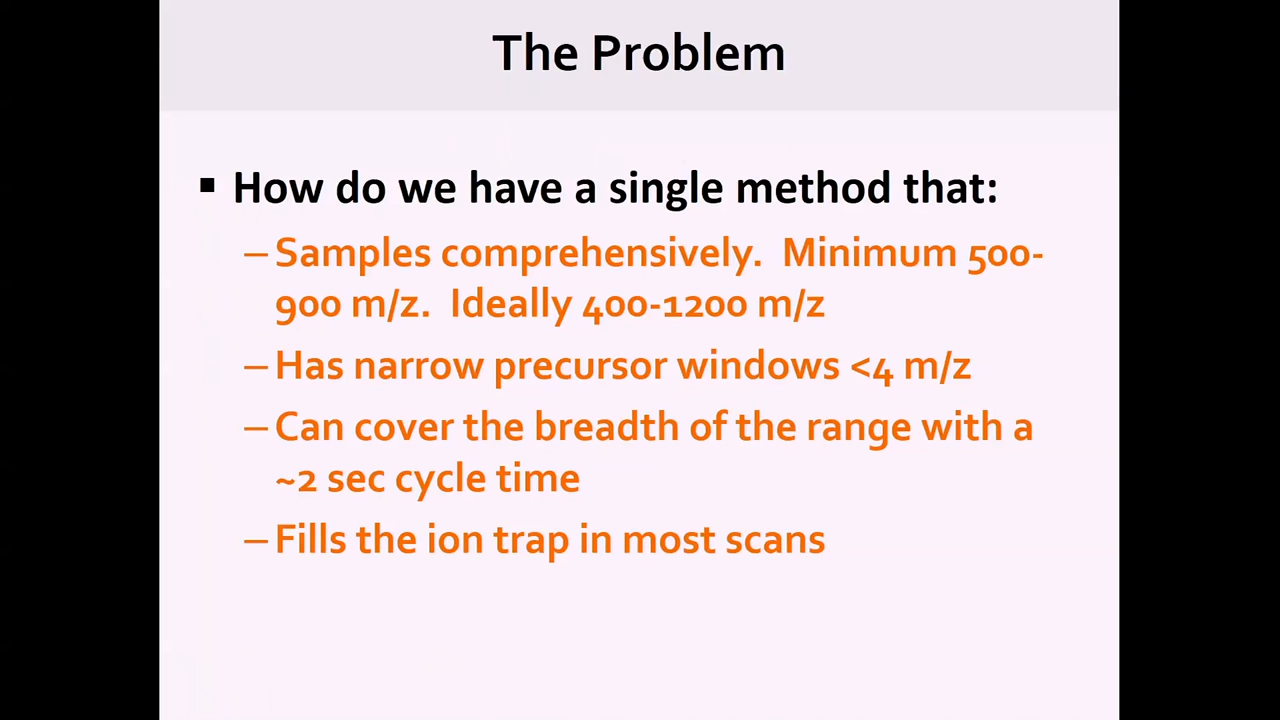 The Problem
▪ How do we have a single method that:
–Samples comprehensively.  Minimum 500-
900 m/z.  Ideally 400-1200 m/z
–Has narrow precursor windows <4 m/z
–Can cover the breadth of the range with a
~2 sec cycle time
–Fills the ion trap in most scans